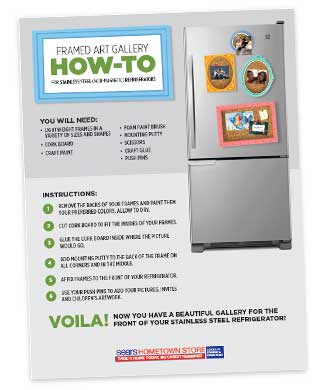 FRAMED ART GALLERY
HOW-TO
FOR STAINLESS STEEL (NON-MAGNETIC) REFRIGERATORS
YOU WILL NEED:
• LIGHTWEIGHT FRAMES IN A
VARIETY OF SIZES AND SHAPES
• CORK BOARD
• CRAFT PAINT
• FOAM PAINT BRUSH
• MOUNTING PUTTY
• SCISSORS
• CRAFT GLUE
• PUSH PINS
INSTRUCTIONS:
1 REMOVE THE BACKS OF YOUR FRAMES AND PAINT THEM
YOUR PREFERRED COLORS. ALLOW TO DRY.
2 CUT CORK BOARD TO FIT THE INSIDES OF YOUR FRAMES.
3 GLUE THE CORK BOARD INSIDE WHERE THE PICTURE
WOULD GO.
4 ADD MOUNTING PUTTY TO THE BACK OF THE FRAME ON
ALL CORNERS AND IN THE MIDDLE.
5 AFFIX FRAMES TO THE FRONT OF YOUR REFRIGERATOR.
6 USE YOUR PUSH PINS TO ADD YOUR PICTURES, INVITES
AND CHILDREN'S ARTWORK.
VOILA! NOW YOU HAVE A BEAUTIFUL GALLERY FOR THE
FRONT OF YOUR STAINLESS STEEL REFRIGERATOR!
sears HOMETOWN STORE